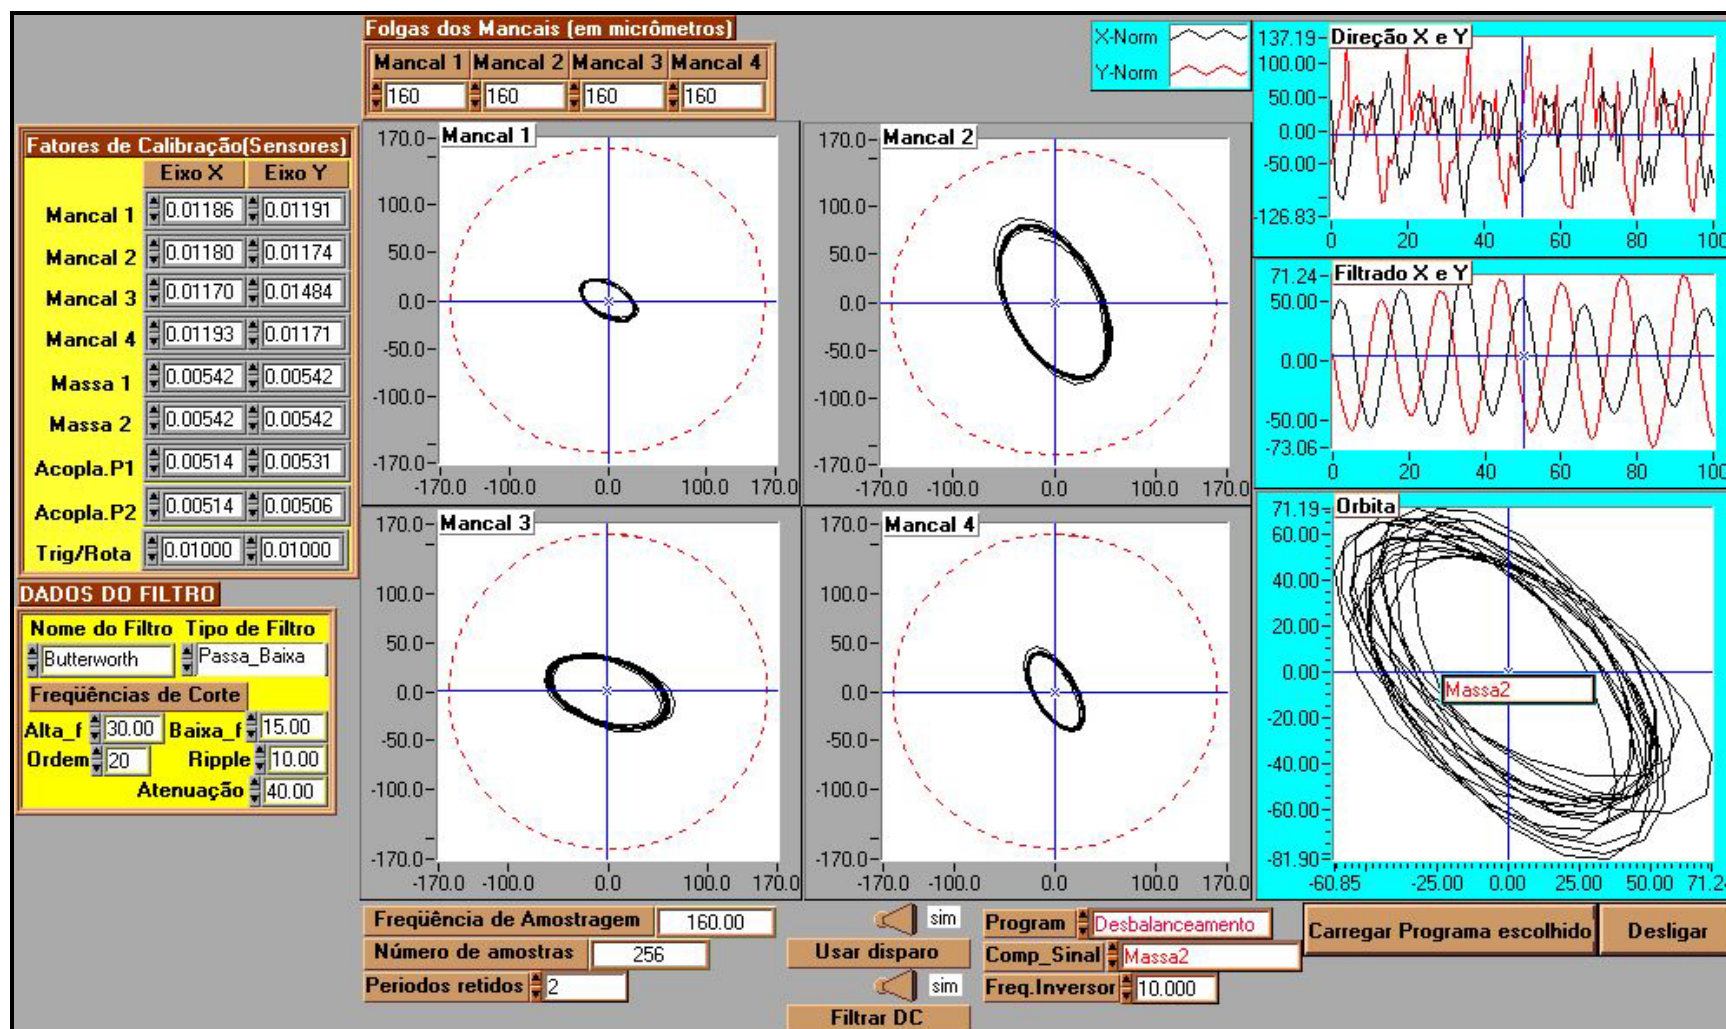 Folgas dos Mancais (em micrômetros)
Mancal 1 Mancal 2 Mancal 3 Mancal 4
160 160 160 160
Fatores de Calibração(Sensores)
Eixo X Eixo Y
Mancal 1 0.01186 0.01191
Mancal 2 0.01180 0.01174
Mancal 3 0.01170 0.01484
Mancal 4 0.01193 0.01171
Massa 1 0.00542 0.00542
Massa 2 0.00542 0.00542
Acopla.P1 0.00514 0.00531
Acopla.P2 0.00514 0.00506
Trig/Rota 0.01000 0.01000
DADOS DO FILTRO
Nome do Filtro Tipo de Filtro
Butterworth Passa_Baixa
Freqüências de Corte
Alta_f 30.00 Baixa_f 15.00
Ordem 20 Ripple 10.00
Atenuação 40.00
Mancal 1
170.0
100.0
50.0
0.0
-50.0
-100.0
-170.0
-170.0 -100.0 0.0 100.0 170.0
Mancal 2
170.0
100.0
50.0
0.0
-50.0
-100.0
-170.0
-170.0 -100.0 0.0 100.0 170.0
Mancal 3
170.0
100.0
50.0
0.0
-50.0
-100.0
-170.0
-170.0 -100.0 0.0 100.0 170.0
Mancal 4
170.0
100.0
50.0
0.0
-50.0
-100.0
-170.0
-170.0 -100.0 0.0 100.0 170.0
X-Norm
Y-Norm
Direção X e Y
137.19
100.00
50.00
0.00
-50.00
-126.83
0 20 40 60 80 100
Filtrado X e Y
71.24
50.00
0.00
-50.00
-73.06
0 20 40 60 80 100
Orbita
71.19
60.00
40.00
20.00
0.00
-20.00
-40.00
-60.00
-81.90
-60.85 -25.00 0.00 25.00 50.00 71.24
Massa2
Freqüência de Amostragem 160.00
Número de amostras 256
Periodos retidos 2
sim
Usar disparo
sim
Filtrar DC
Program Desbalanceamento
Comp_Sinal Massa2
Freq.Inversor 10.000
Carregar Programa escolhido
Desligar